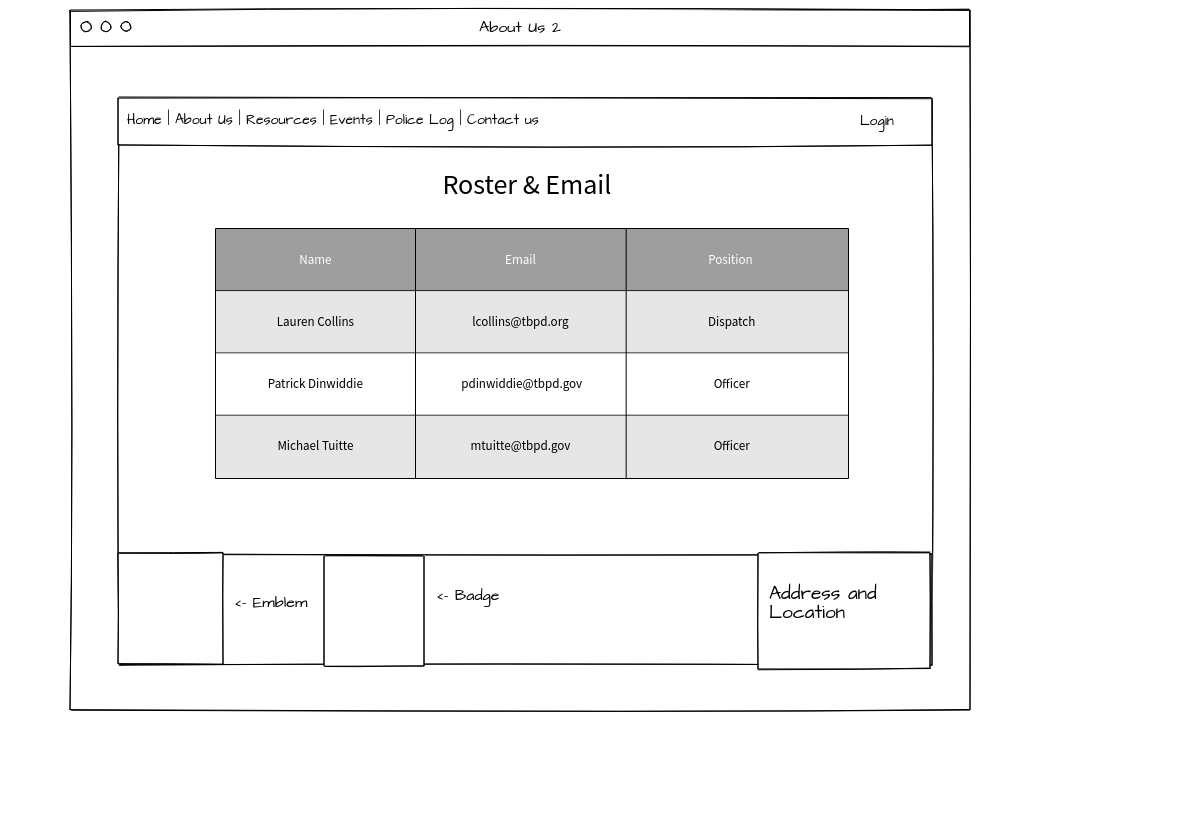 About Us 2
Home | About Us | Resources | Events | Police Log | Contact us
Login
Roster & Email
Name Email Position
Lauren Collins lcollins@tbpd.org Dispatch
Patrick Dinwiddie pdinwiddie@tbpd.gov Officer
Michael Tuitte mtuitte@tbpd.gov Officer
<- Emblem
<- Badge
Address and
Location